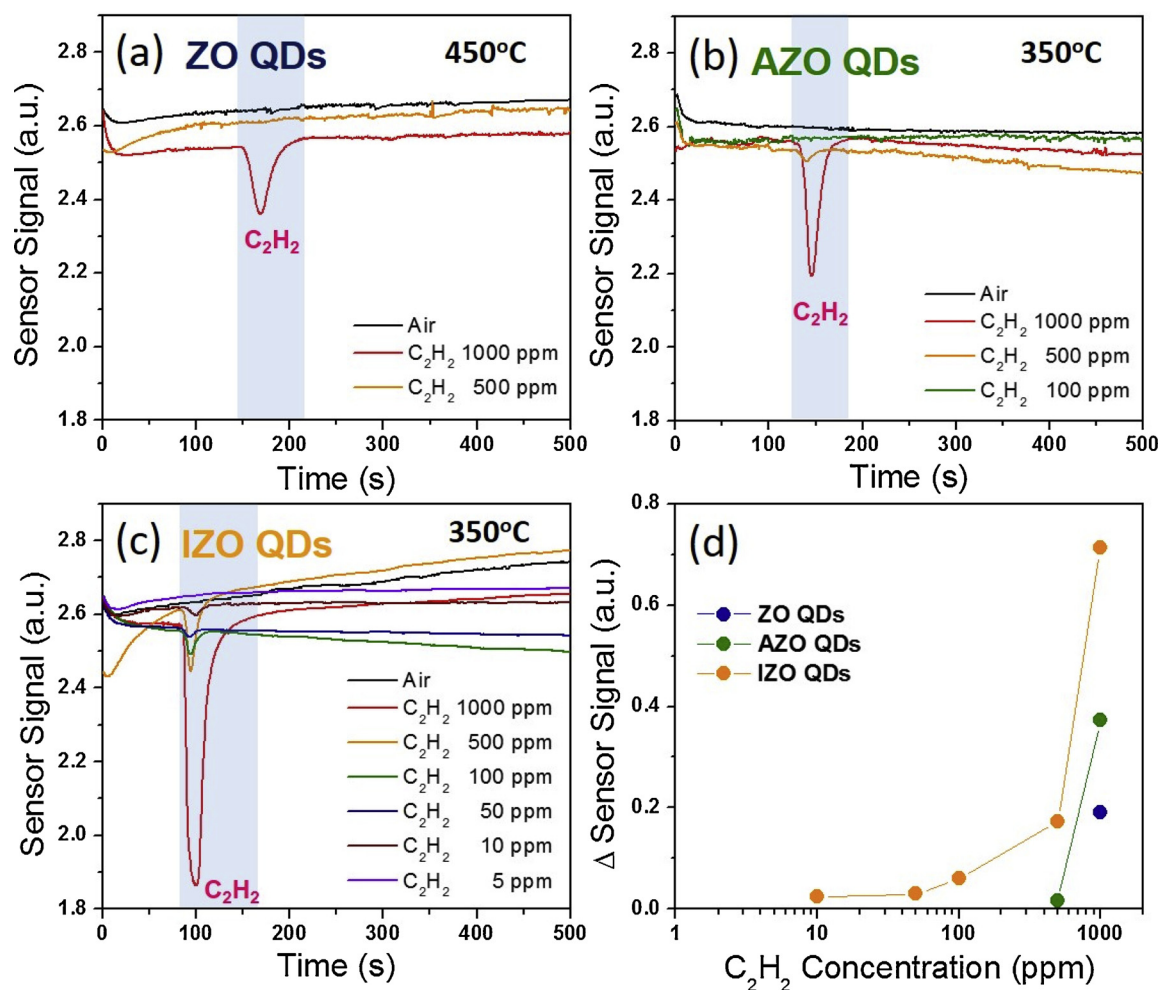 (a) ZO QDs 450°C
Sensor Signal (a.u.)
2.8
2.6
2.4
2.2
2.0
1.8
C₂H₂
Air
C₂H₂ 1000 ppm
C₂H₂ 500 ppm
0 100 200 300 400 500
Time (s)
(b) AZO QDs 350°C
Sensor Signal (a.u.)
2.8
2.6
2.4
2.2
2.0
1.8
C₂H₂
Air
C₂H₂ 1000 ppm
C₂H₂ 500 ppm
C₂H₂ 100 ppm
0 100 200 300 400 500
Time (s)
(c) IZO QDs 350°C
Sensor Signal (a.u.)
2.8
2.6
2.4
2.2
2.0
1.8
C₂H₂
Air
C₂H₂ 1000 ppm
C₂H₂ 500 ppm
C₂H₂ 100 ppm
C₂H₂ 50 ppm
C₂H₂ 10 ppm
C₂H₂ 5 ppm
0 100 200 300 400 500
Time (s)
(d)
Δ Sensor Signal (a.u.)
0.8
0.6
0.4
0.2
0.0
ZO QDs
AZO QDs
IZO QDs
1 10 100 1000
C₂H₂ Concentration (ppm)